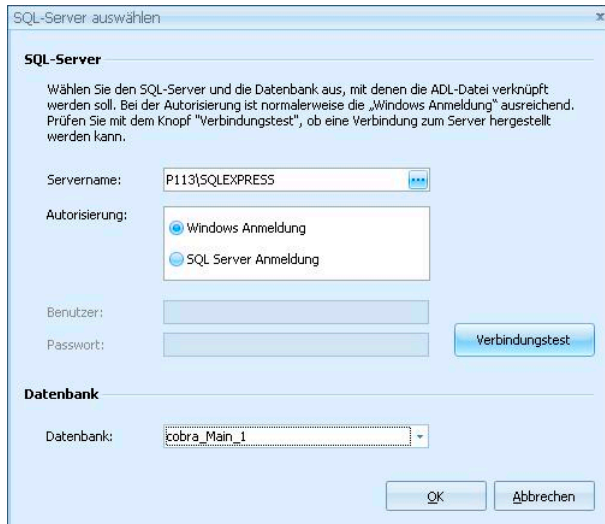 SQL-Server auswählen
SQL-Server
Wählen Sie den SQL-Server und die Datenbank aus, mit denen die ADL-Datei verknüpft
werden soll. Bei der Autorisierung ist normalerweise die „Windows Anmeldung" ausreichend.
Prüfen Sie mit dem Knopf "Verbindungstest", ob eine Verbindung zum Server hergestellt
werden kann.
Servername: P113\SQLEXPRESS
Autorisierung:
Windows Anmeldung
SQL Server Anmeldung
Benutzer:
Passwort:
Verbindungstest
Datenbank
Datenbank: cobra_Main_1
OK Abbrechen